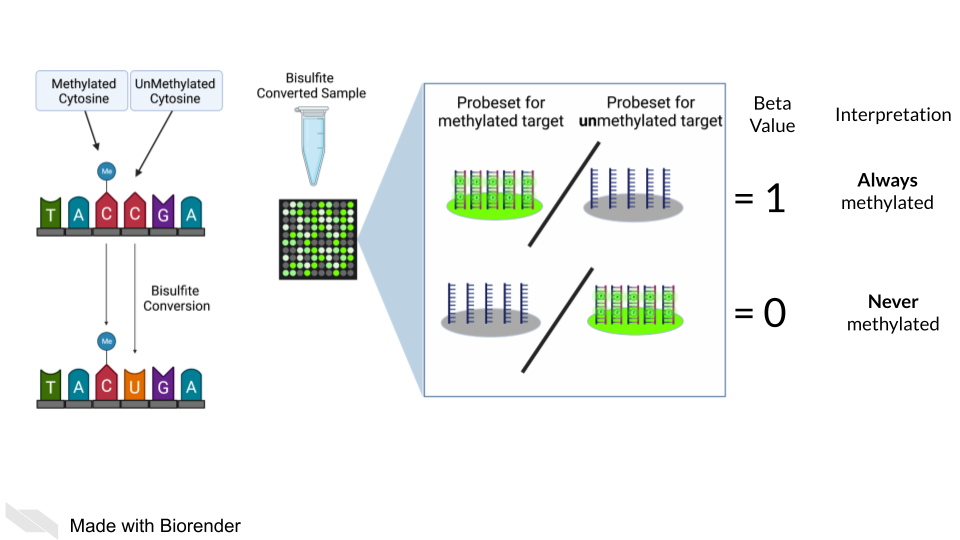 Methylated
Cytosine
UnMethylated
Cytosine
Me
T A C C G A
Bisulfite
Conversion
Me
T A C U G A
Bisulfite
Converted Sample
Probeset for
methylated target
Probeset for
unmethylated target
Beta
Value
Interpretation
= 1
Always
methylated
= 0
Never
methylated
Made with Biorender